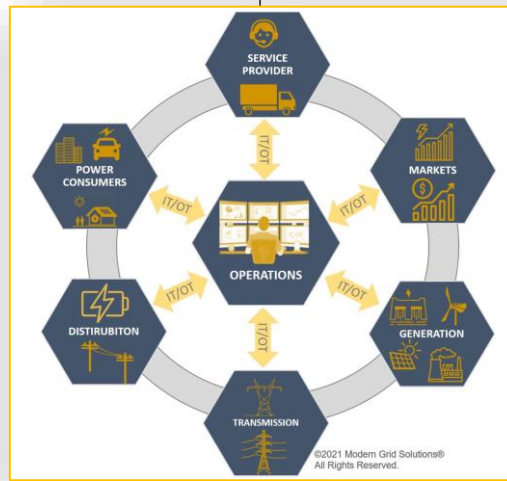 SERVICE
PROVIDER
POWER
CONSUMERS
MARKETS
IT/OT
IT/OT
IT/OT
OPERATIONS
IT/OT
IT/OT
IT/OT
DISTIRUBITON
GENERATION
TRANSMISSION
©2021 Modern Grid Solutions®
All Rights Reserved.